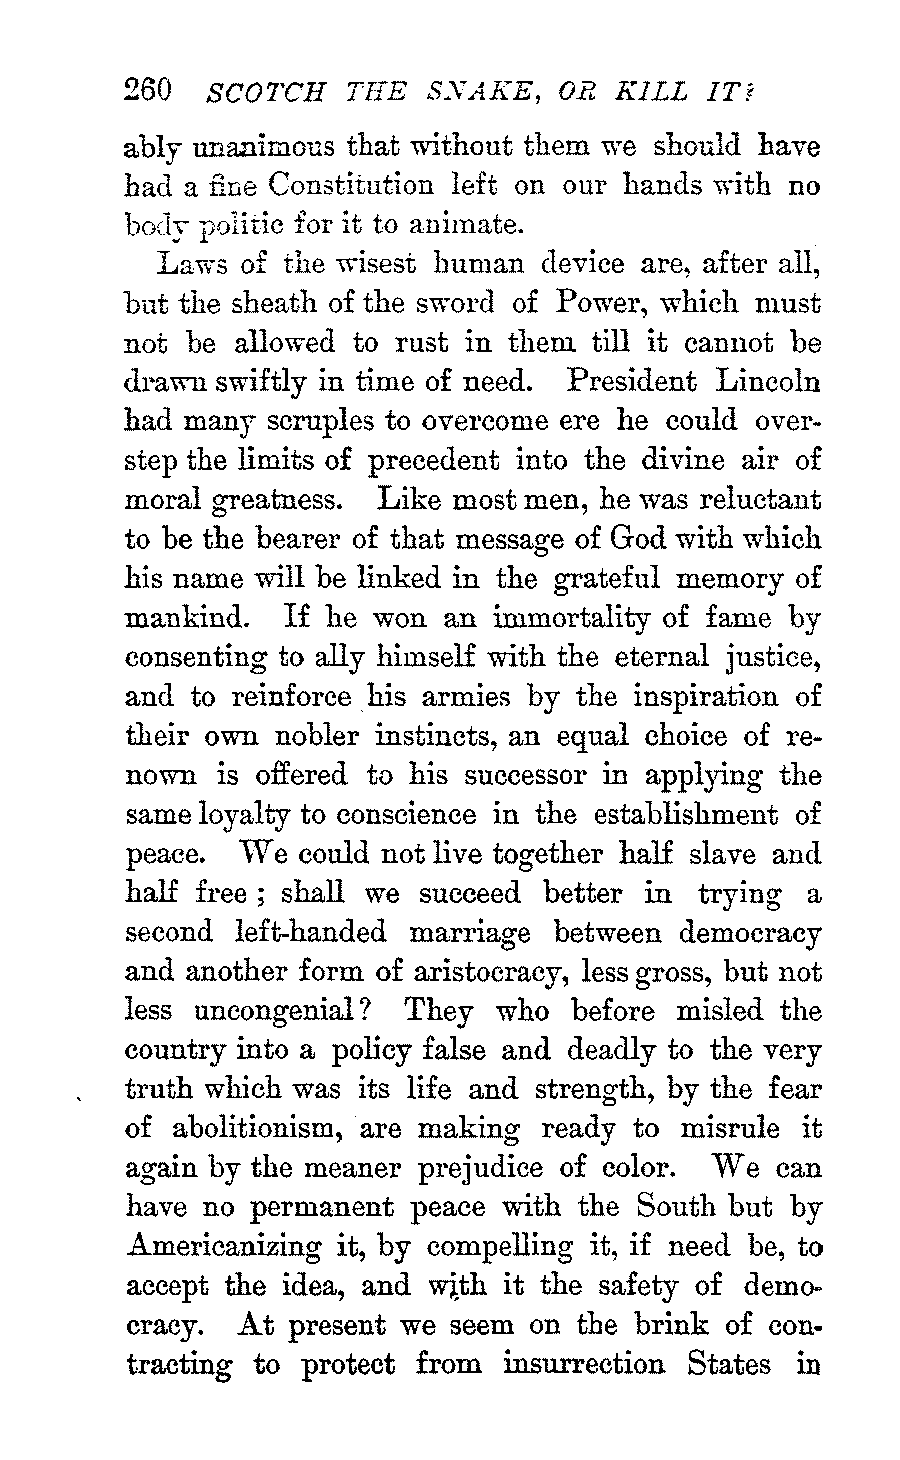 260 SCOTCH THE SNAKE, OR KILL IT?
ably unanimous that without them we should have
had a fine Constitution left on our hands with no
body politic for it to animate.
Laws of the wisest human device are, after all,
but the sheath of the sword of Power, which must
not be allowed to rust in them till it cannot be
drawn swiftly in time of need. President Lincoln
had many scruples to overcome ere he could over-
step the limits of precedent into the divine air of
moral greatness. Like most men, he was reluctant
to be the bearer of that message of God with which
his name will be linked in the grateful memory of
mankind. If he won an immortality of fame by
consenting to ally himself with the eternal justice,
and to reinforce his armies by the inspiration of
their own nobler instincts, an equal choice of re-
nown is offered to his successor in applying the
same loyalty to conscience in the establishment of
peace. We could not live together half slave and
half free ; shall we succeed better in trying a
second left-handed marriage between democracy
and another form of aristocracy, less gross, but not
less uncongenial? They who before misled the
country into a policy false and deadly to the very
truth which was its life and strength, by the fear
of abolitionism, are making ready to misrule it
again by the meaner prejudice of color. We can
have no permanent peace with the South but by
Americanizing it, by compelling it, if need be, to
accept the idea, and with it the safety of demo-
cracy. At present we seem on the brink of con-
tracting to protect from insurrection States in